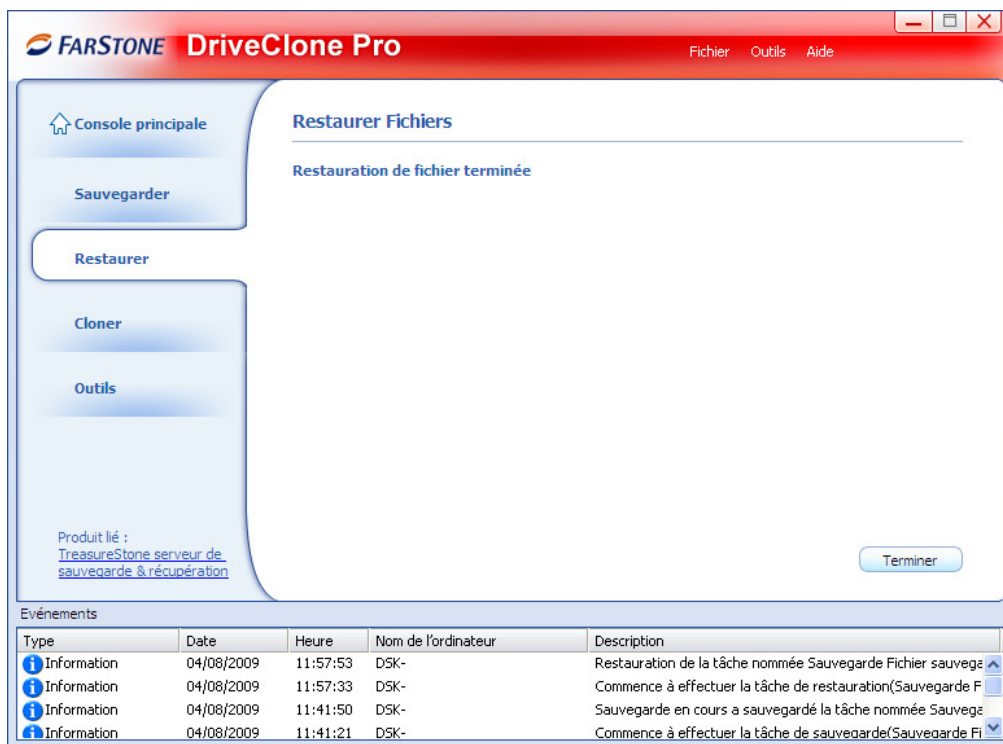 FARSTONE DriveClone Pro
Fichier Outils Aide
Console principale
Sauvegarder
Restaurer
Cloner
Outils
Produit lié :
TreasureStone serveur de
sauvegarde & récupération
Restaurer Fichiers
Restauration de fichier terminée
Terminer
Evénements
Type Date Heure Nom de l'ordinateur Description
Information 04/08/2009 11:57:53 DSK- Restauration de la tâche nommée Sauvegarde Fichier sauvega
Information 04/08/2009 11:57:33 DSK- Commence à effectuer la tâche de restauration(Sauvegarde F
Information 04/08/2009 11:41:50 DSK- Sauvegarde en cours a sauvegardé la tâche nommée Sauvega
Information 04/08/2009 11:41:21 DSK- Commence à effectuer la tâche de sauvegarde(Sauvegarde Fi